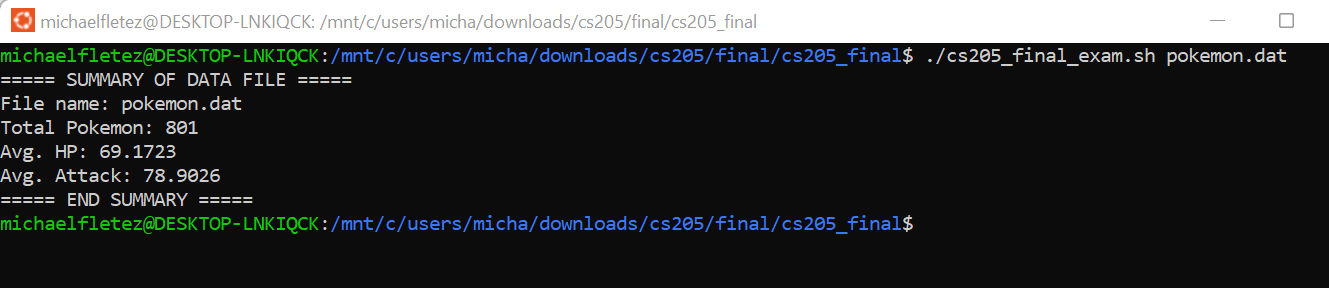 michaelfletez@DESKTOP-LNKIQCK: /mnt/c/users/micha/downloads/cs205/final/cs205_final
michaelfletez@DESKTOP-LNKIQCK:/mnt/c/users/micha/downloads/cs205/final/cs205_final$ ./cs205_final_exam.sh pokemon.dat
===== SUMMARY OF DATA FILE =====
File name: pokemon.dat
Total Pokemon: 801
Avg. HP: 69.1723
Avg. Attack: 78.9026
===== END SUMMARY =====
michaelfletez@DESKTOP-LNKIQCK:/mnt/c/users/micha/downloads/cs205/final/cs205_final$